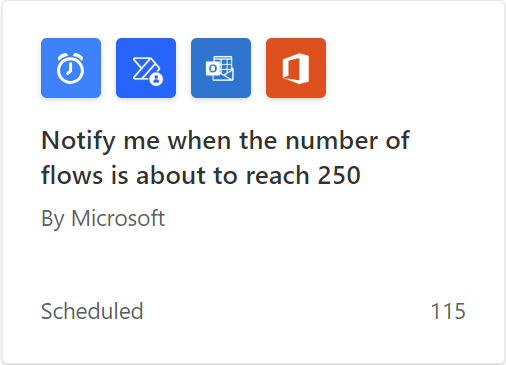 Notify me when the number of
flows is about to reach 250
By Microsoft
Scheduled 115